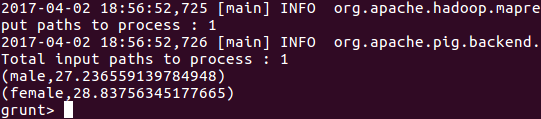 2017-04-02 18:56:52,725 [main] INFO  org.apache.hadoop.mapre
put paths to process : 1
2017-04-02 18:56:52,726 [main] INFO  org.apache.pig.backend.
Total input paths to process : 1
(male,27.236559139784948)
(female,28.83756345177665)
grunt>